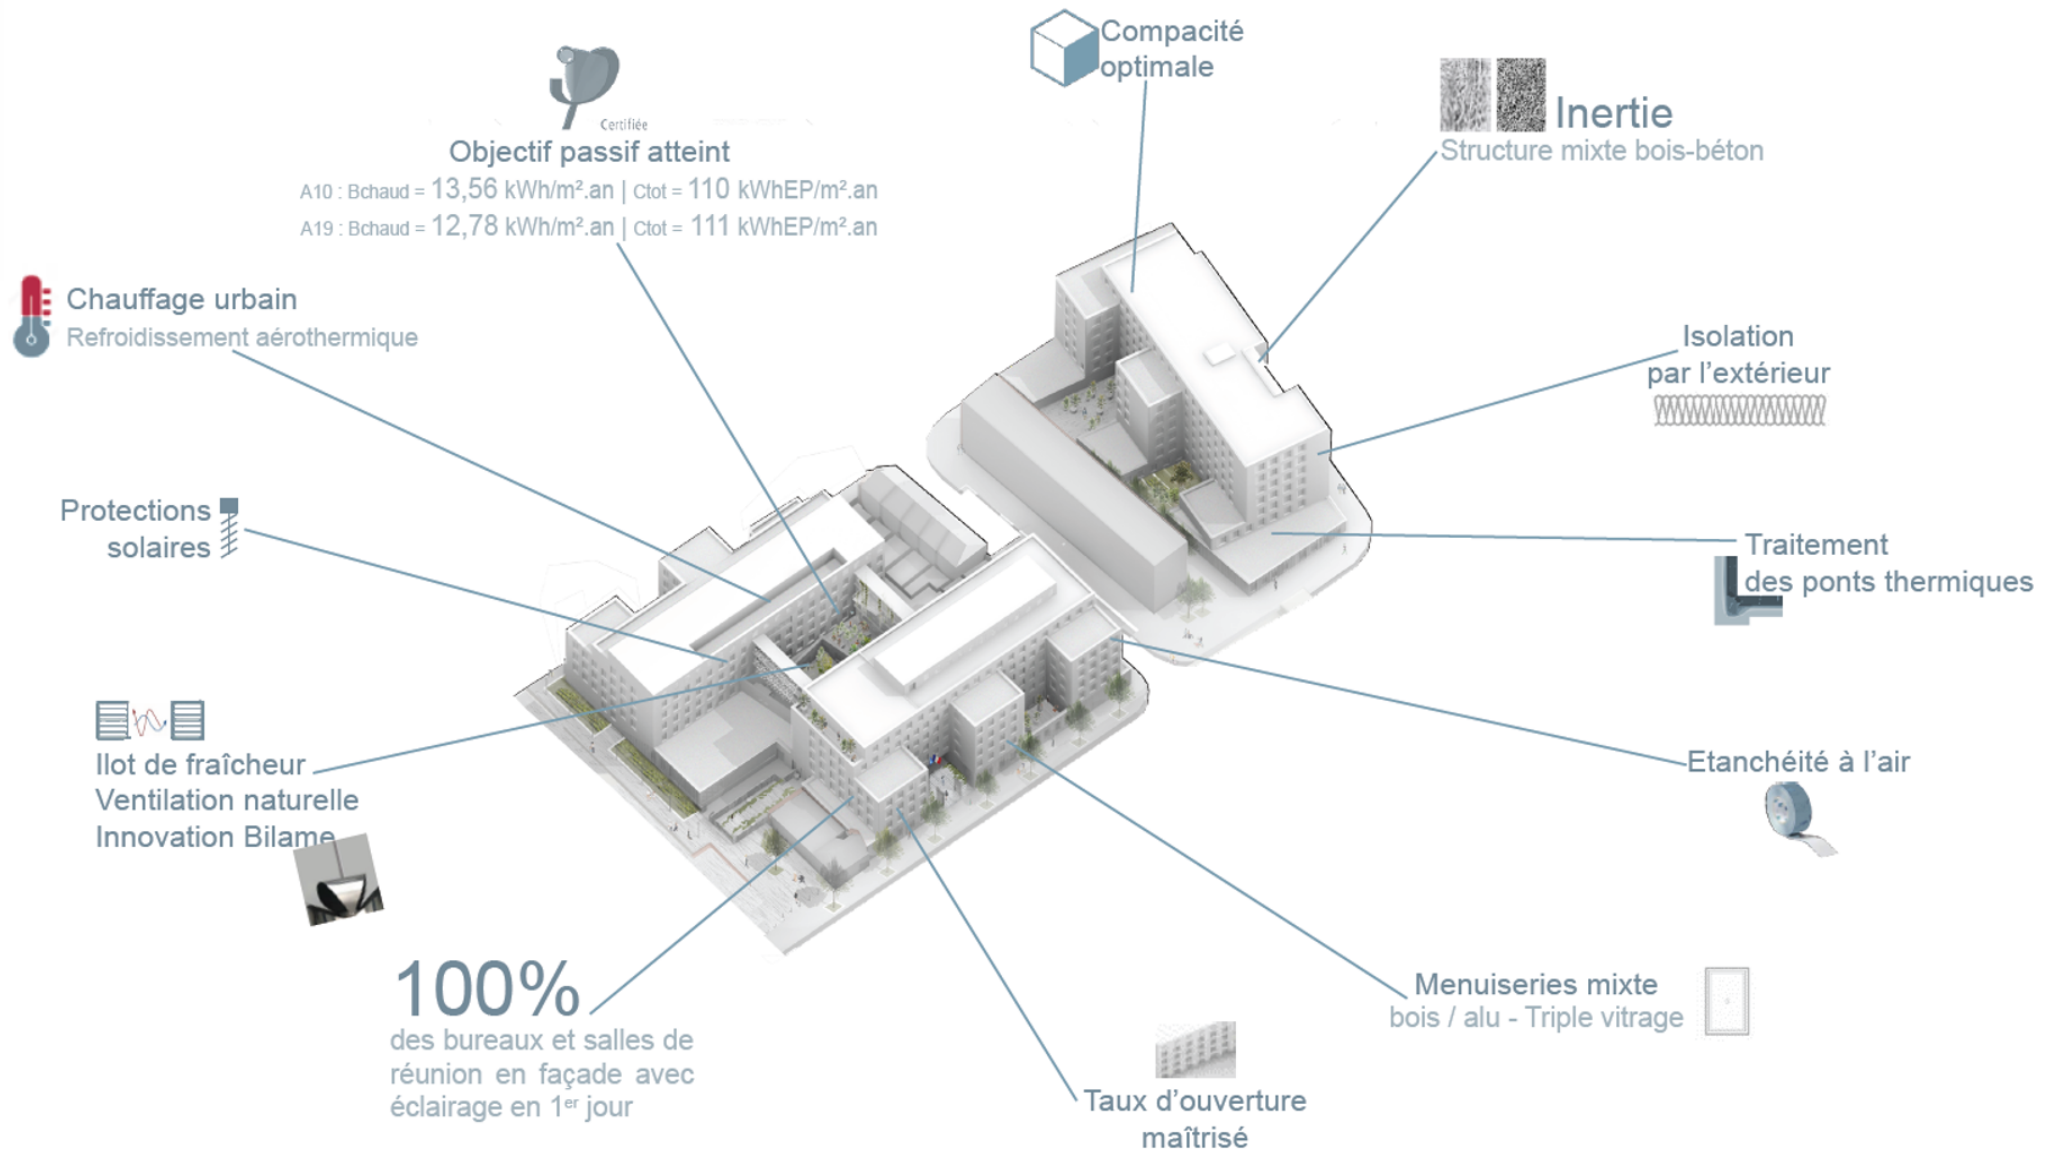 Compacité
optimale
Certifiée
Objectif passif atteint
A10 : Bchaud = 13,56 kWh/m².an | Ctot = 110 kWhEP/m².an
A19 : Bchaud = 12,78 kWh/m².an | Ctot = 111 kWhEP/m².an
Inertie
Structure mixte bois-béton
Chauffage urbain
Refroidissement aérothermique
Isolation
par l'extérieur
Protections
solaires
Traitement
des ponts thermiques
Ilot de fraîcheur
Ventilation naturelle
Innovation Bilame
Etanchéité à l'air
100%
des bureaux et salles de
réunion en façade avec
éclairage en 1er jour
Menuiseries mixte
bois / alu - Triple vitrage
Taux d'ouverture
maîtrisé